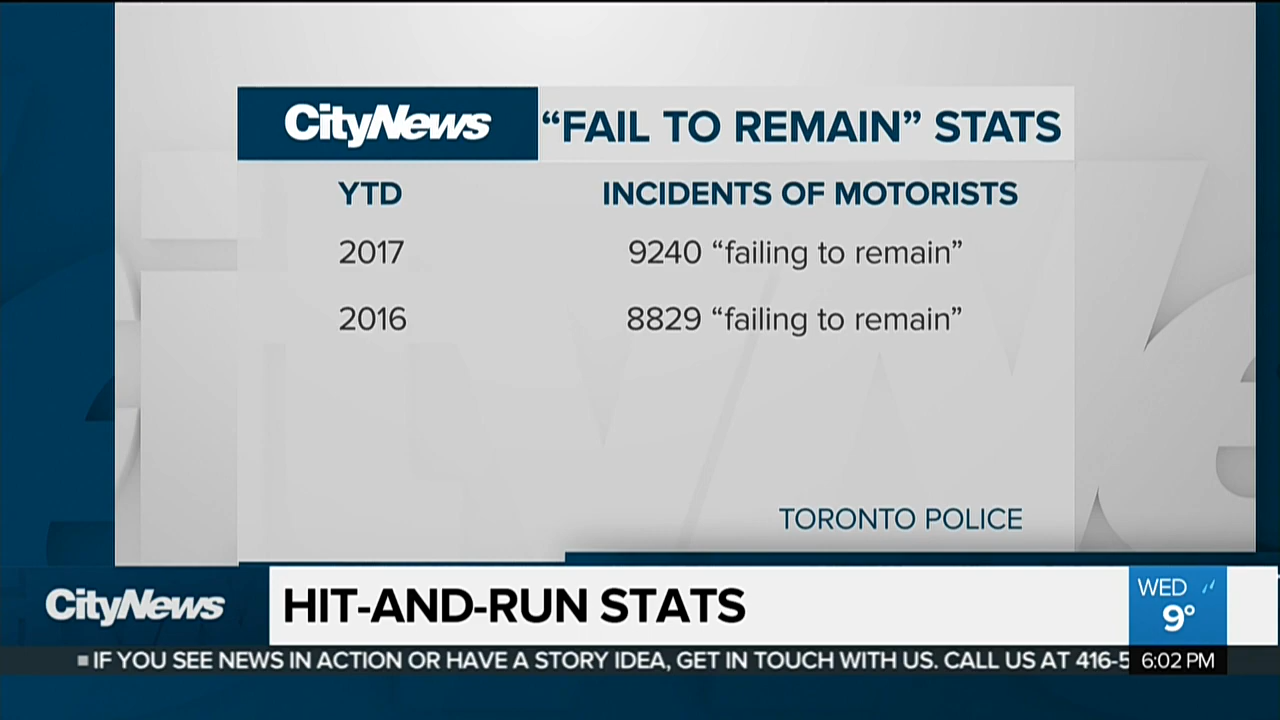 CityNews "FAIL TO REMAIN" STATS
YTD INCIDENTS OF MOTORISTS
2017 9240 “failing to remain”
2016 8829 “failing to remain”
TORONTO POLICE
CityNews HIT-AND-RUN STATS
WED
9°
IF YOU SEE NEWS IN ACTION OR HAVE A STORY IDEA, GET IN TOUCH WITH US. CALL US AT 416-5
6:02 PM